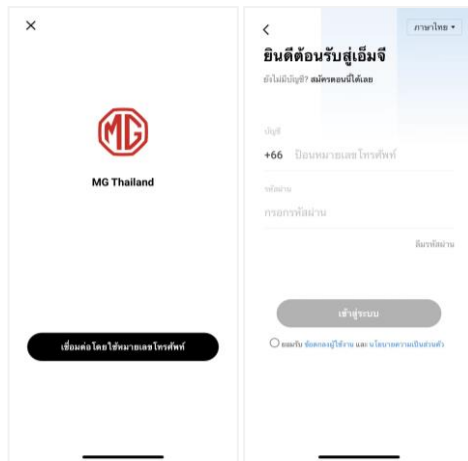 MG
MG Thailand
เชื่อมต่อโดยใช้หมายเลขโทรศัพท์
ภาษาไทย
ยินดีต้อนรับสู่เอ็มจี
ยังไม่มีบัญชี? สมัครตอนนี้ได้เลย
บัญชี
+66 ป้อนหมายเลขโทรศัพท์
รหัสผ่าน
กรอกรหัสผ่าน
ลืมรหัสผ่าน
เข้าสู่ระบบ
ยอมรับ ข้อตกลงผู้ใช้งาน และ นโยบายความเป็นส่วนตัว